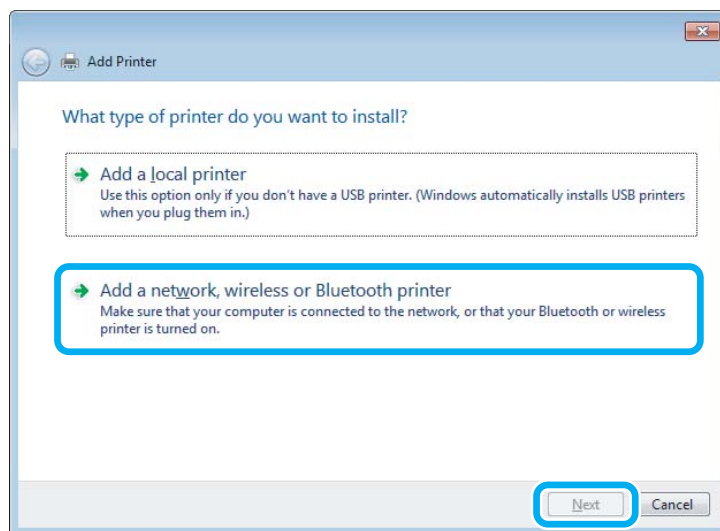 Add Printer
What type of printer do you want to install?
Add a local printer
Use this option only if you don't have a USB printer. (Windows automatically installs USB printers
when you plug them in.)
Add a network, wireless or Bluetooth printer
Make sure that your computer is connected to the network, or that your Bluetooth or wireless
printer is turned on.
Next Cancel